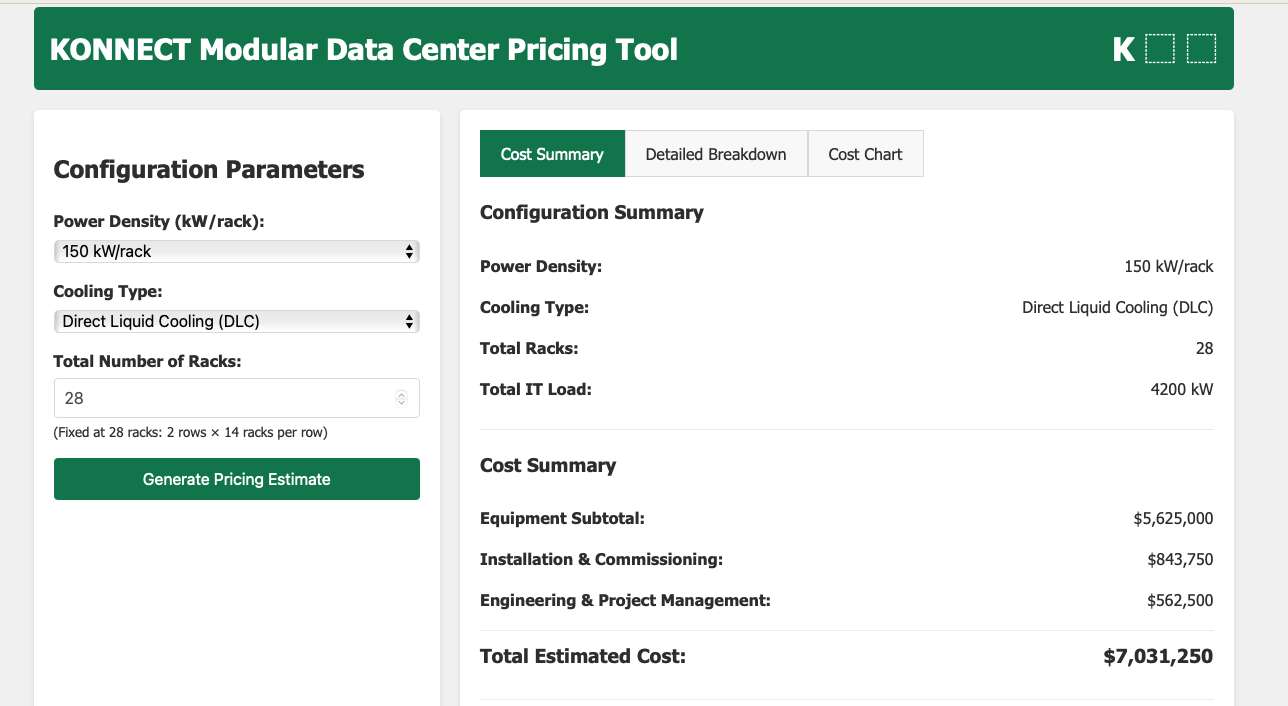 KONNECT Modular Data Center Pricing Tool
K
Configuration Parameters
Power Density (kW/rack):
150 kW/rack
Cooling Type:
Direct Liquid Cooling (DLC)
Total Number of Racks:
28
(Fixed at 28 racks: 2 rows × 14 racks per row)
Generate Pricing Estimate
Cost Summary
Detailed Breakdown
Cost Chart
Configuration Summary
Power Density: 150 kW/rack
Cooling Type: Direct Liquid Cooling (DLC)
Total Racks: 28
Total IT Load: 4200 kW
Cost Summary
Equipment Subtotal: $5,625,000
Installation & Commissioning: $843,750
Engineering & Project Management: $562,500
Total Estimated Cost: $7,031,250